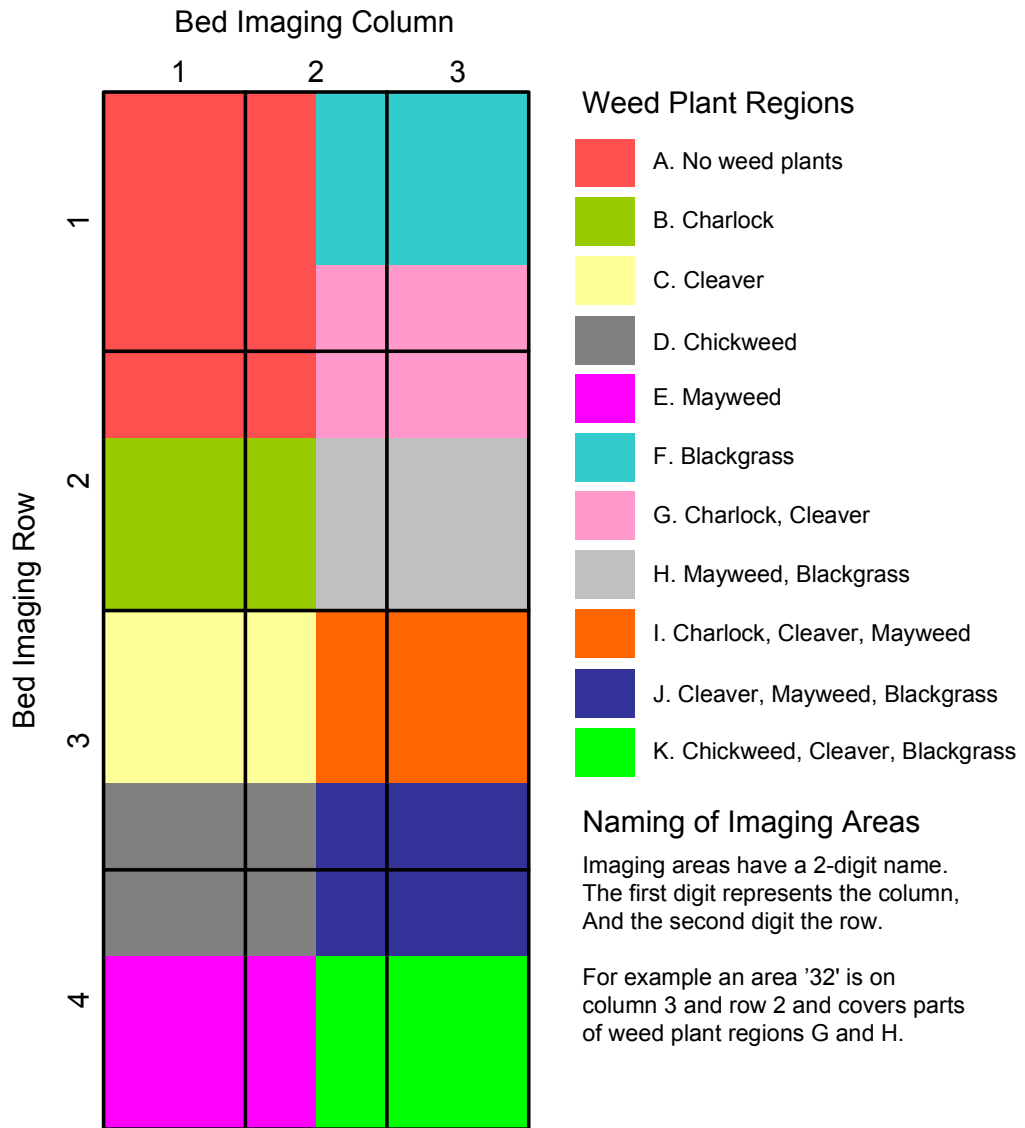 Bed Imaging Column
1 2 3
Bed Imaging Row
1
2
3
4
Weed Plant Regions
A. No weed plants
B. Charlock
C. Cleaver
D. Chickweed
E. Mayweed
F. Blackgrass
G. Charlock, Cleaver
H. Mayweed, Blackgrass
I. Charlock, Cleaver, Mayweed
J. Cleaver, Mayweed, Blackgrass
K. Chickweed, Cleaver, Blackgrass
Naming of Imaging Areas
Imaging areas have a 2-digit name.
The first digit represents the column,
And the second digit the row.
For example an area '32' is on
column 3 and row 2 and covers parts
of weed plant regions G and H.